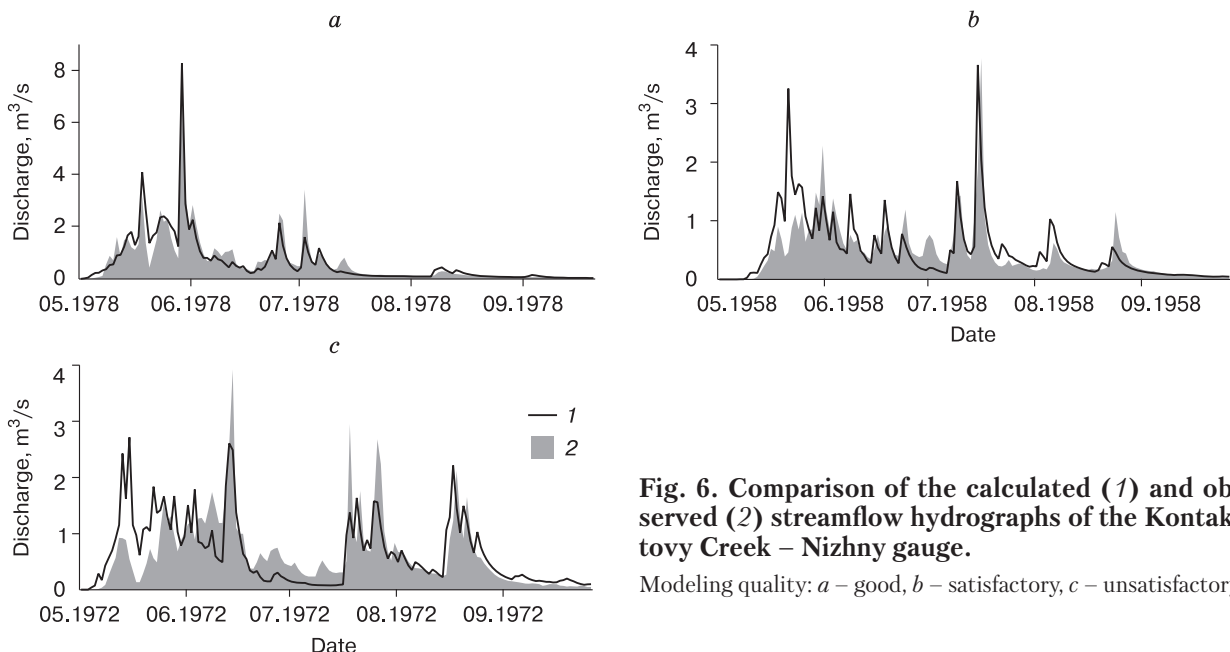 a
Discharge, m³/s
8
6
4
2
0
05.1978 06.1978 07.1978 08.1978 09.1978
b
Discharge, m³/s
4
3
2
1
0
05.1958 06.1958 07.1958 08.1958 09.1958
Date
c
Discharge, m³/s
4
3
2
1
0
05.1972 06.1972 07.1972 08.1972 09.1972
Date
1
2
Fig. 6. Comparison of the calculated (1) and ob
served (2) streamflow hydrographs of the Kontak
tovy Creek – Nizhny gauge.
Modeling quality: a – good, b – satisfactory, c – unsatisfactory